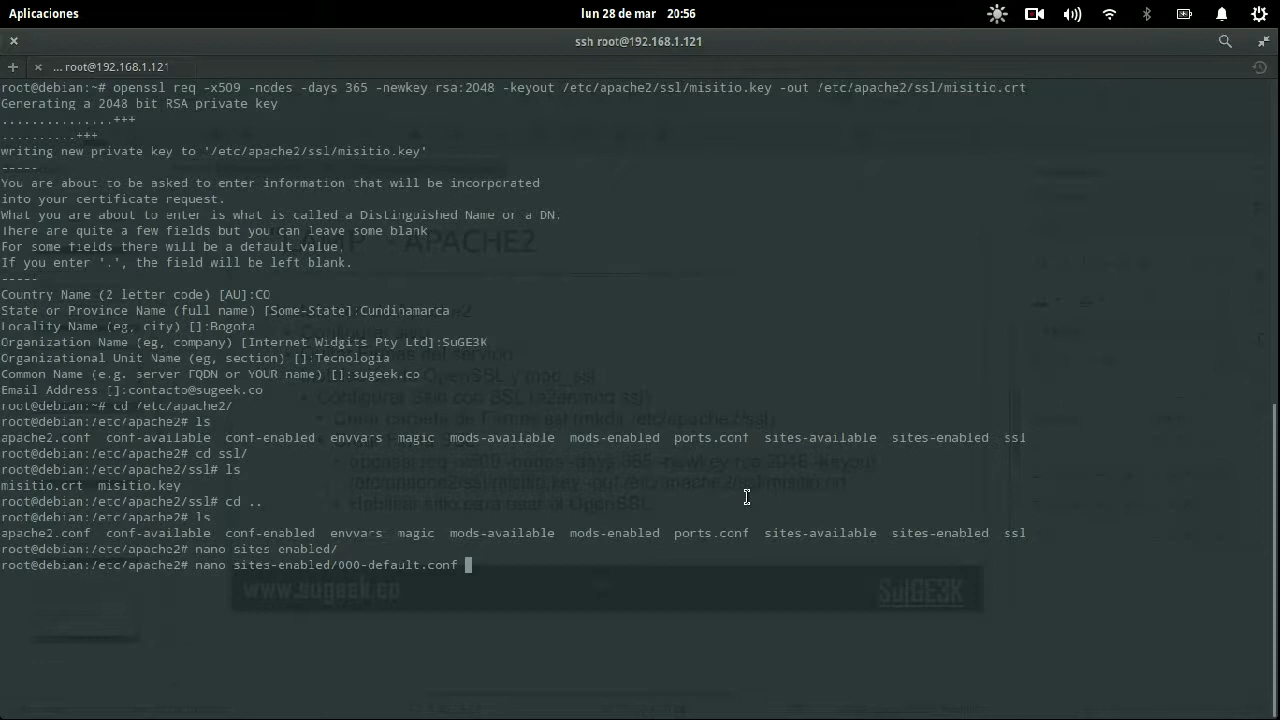 Aplicaciones
lun 28 de mar 20:56
ssh root@192.168.1.121
... root@192.168.1.121
root@debian:~# openssl req -x509 -nodes -days 365 -newkey rsa:2048 -keyout /etc/apache2/ssl/misitio.key -out /etc/apache2/ssl/misitio.crt
Generating a 2048 bit RSA private key
...............+++
..........+++
writing new private key to '/etc/apache2/ssl/misitio.key'
-----
You are about to be asked to enter information that will be incorporated
into your certificate request.
What you are about to enter is what is called a Distinguished Name or a DN.
There are quite a few fields but you can leave some blank
For some fields there will be a default value,
If you enter '.', the field will be left blank.
-----
Country Name (2 letter code) [AU]:CO
State or Province Name (full name) [Some-State]:Cundinamarca
Locality Name (eg, city) []:Bogota
Organization Name (eg, company) [Internet Widgits Pty Ltd]:SuGE3K
Organizational Unit Name (eg, section) []:Tecnologia
Common Name (e.g. server FQDN or YOUR name) []:sugeek.co
Email Address []:contacto@sugeek.co
root@debian:~# cd /etc/apache2/
root@debian:/etc/apache2# ls
apache2.conf conf-available conf-enabled envvars magic mods-available mods-enabled ports.conf sites-available sites-enabled ssl
root@debian:/etc/apache2# cd ssl/
root@debian:/etc/apache2/ssl# ls
misitio.crt misitio.key
root@debian:/etc/apache2/ssl# cd ..
root@debian:/etc/apache2# ls
apache2.conf conf-available conf-enabled envvars magic mods-available mods-enabled ports.conf sites-available sites-enabled ssl
root@debian:/etc/apache2# nano sites-enabled/
root@debian:/etc/apache2# nano sites-enabled/000-default.conf
APACHE2
www.sugeek.co
SuGE3K